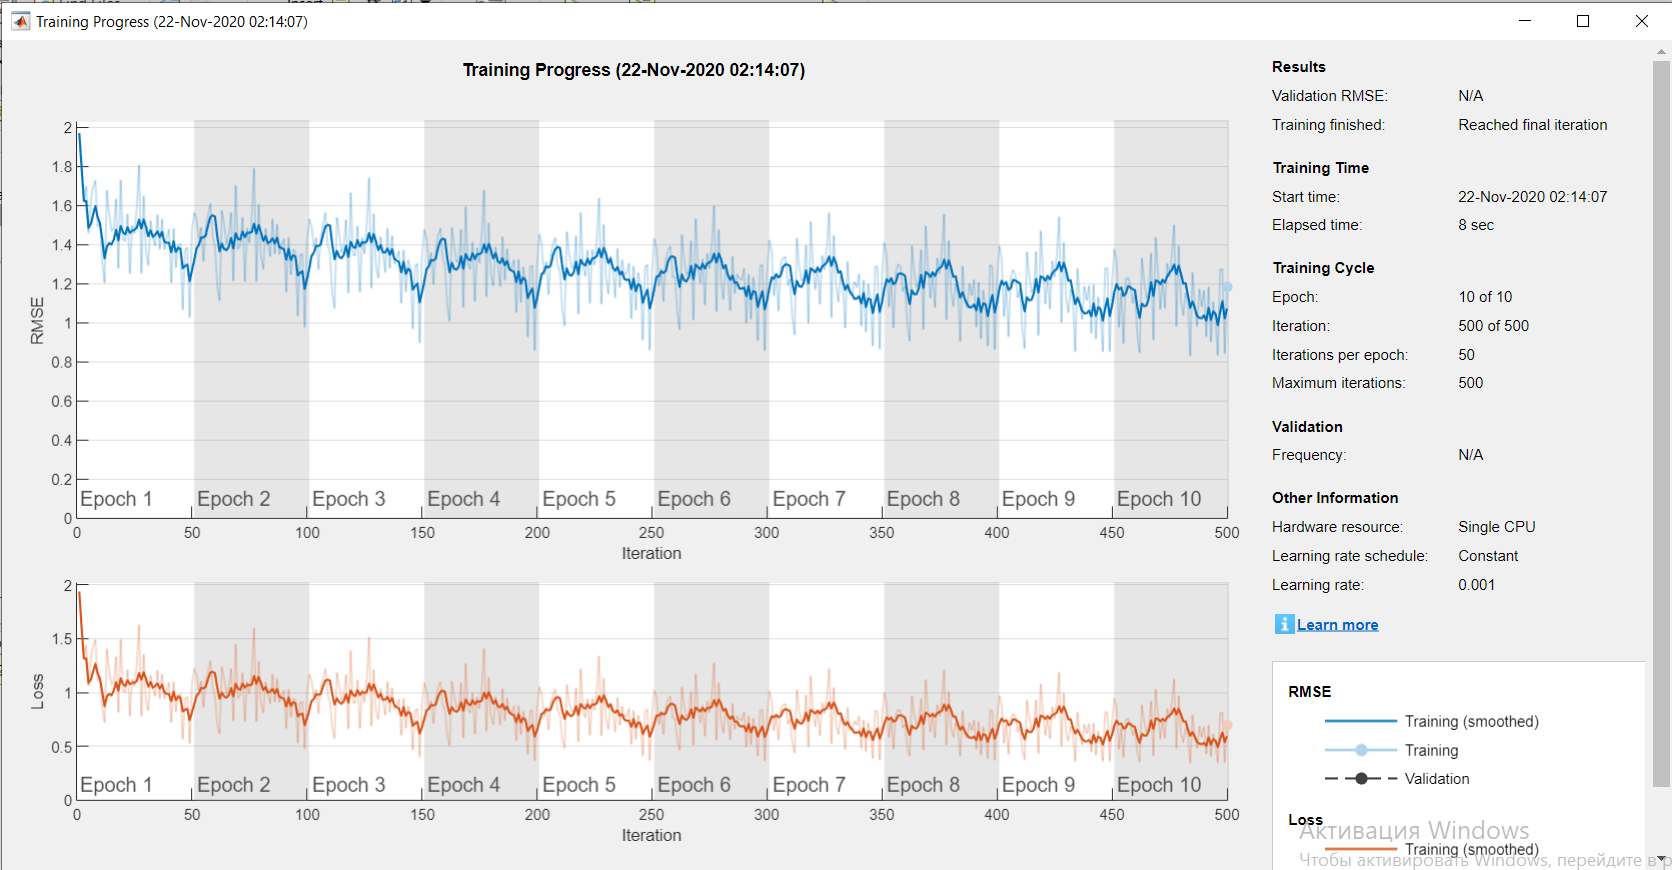 Training Progress (22-Nov-2020 02:14:07)
Training Progress (22-Nov-2020 02:14:07)
RMSE
2
1.8
1.6
1.4
1.2
1
0.8
0.6
0.4
0.2
0
Epoch 1 Epoch 2 Epoch 3 Epoch 4 Epoch 5 Epoch 6 Epoch 7 Epoch 8 Epoch 9 Epoch 10
0 50 100 150 200 250 300 350 400 450 500
Iteration
Loss
2
1.5
1
0.5
0
Epoch 1 Epoch 2 Epoch 3 Epoch 4 Epoch 5 Epoch 6 Epoch 7 Epoch 8 Epoch 9 Epoch 10
0 50 100 150 200 250 300 350 400 450 500
Iteration
Results
Validation RMSE: N/A
Training finished: Reached final iteration
Training Time
Start time: 22-Nov-2020 02:14:07
Elapsed time: 8 sec
Training Cycle
Epoch: 10 of 10
Iteration: 500 of 500
Iterations per epoch: 50
Maximum iterations: 500
Validation
Frequency: N/A
Other Information
Hardware resource: Single CPU
Learning rate schedule: Constant
Learning rate: 0.001
Learn more
RMSE
Training (smoothed)
Training
Validation
Loss
Активация Windows
Training (smoothed)
Чтобы активировать Windows, перейдите в